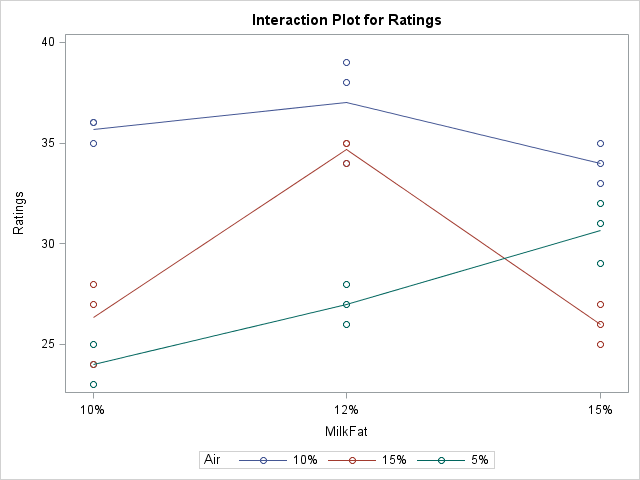 Interaction Plot for Ratings
40
35
30
25
Ratings
10% 12% 15%
MilkFat
Air 10% 15% 5%